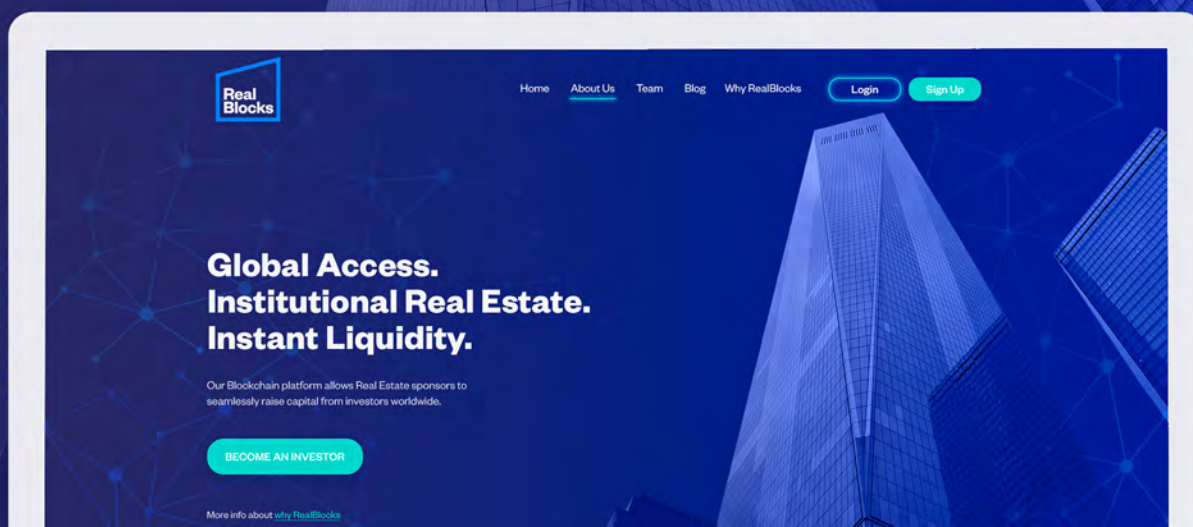 Real
Blocks
Home About Us Team Blog Why RealBlocks Login Sign Up
Global Access.
Institutional Real Estate.
Instant Liquidity.
Our Blockchain platform allows Real Estate sponsors to
seamlessly raise capital from investors worldwide.
BECOME AN INVESTOR
More info about why RealBlocks